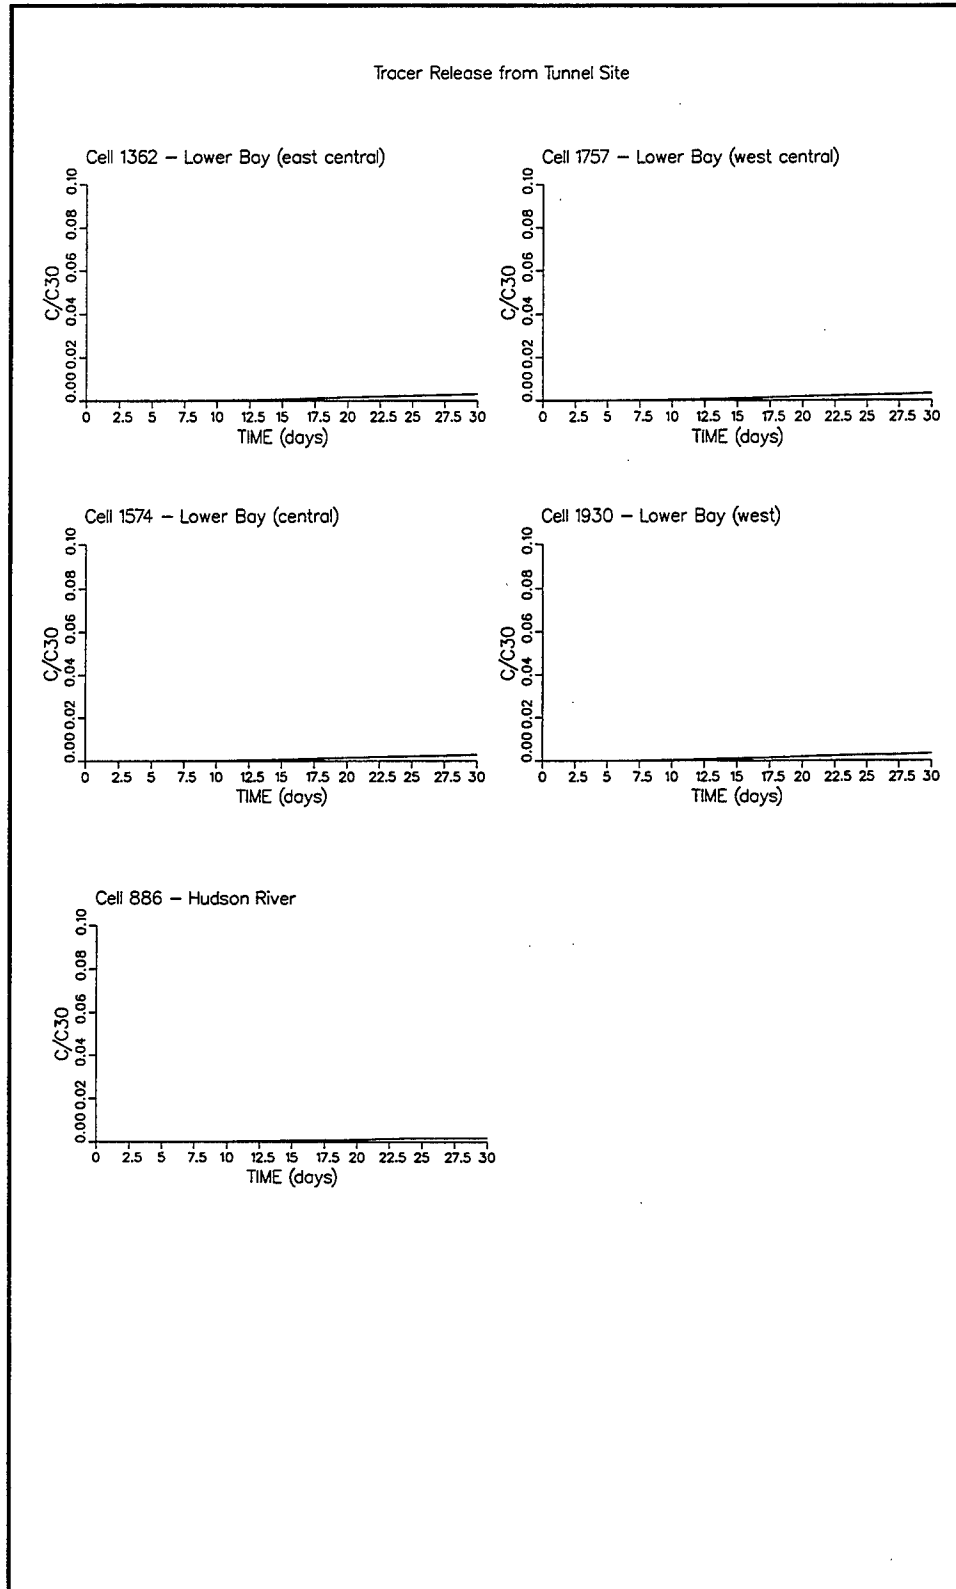 Tracer Release from Tunnel Site
Cell 1362 – Lower Bay (east central)
C/C30
0.00 0.02 0.04 0.06 0.08 0.10
0 2.5 5 7.5 10 12.5 15 17.5 20 22.5 25 27.5 30
TIME (days)
Cell 1757 – Lower Bay (west central)
C/C30
0.00 0.02 0.04 0.06 0.08 0.10
0 2.5 5 7.5 10 12.5 15 17.5 20 22.5 25 27.5 30
TIME (days)
Cell 1574 – Lower Bay (central)
C/C30
0.00 0.02 0.04 0.06 0.08 0.10
0 2.5 5 7.5 10 12.5 15 17.5 20 22.5 25 27.5 30
TIME (days)
Cell 1930 – Lower Bay (west)
C/C30
0.00 0.02 0.04 0.06 0.08 0.10
0 2.5 5 7.5 10 12.5 15 17.5 20 22.5 25 27.5 30
TIME (days)
Cell 886 – Hudson River
C/C30
0.00 0.02 0.04 0.06 0.08 0.10
0 2.5 5 7.5 10 12.5 15 17.5 20 22.5 25 27.5 30
TIME (days)